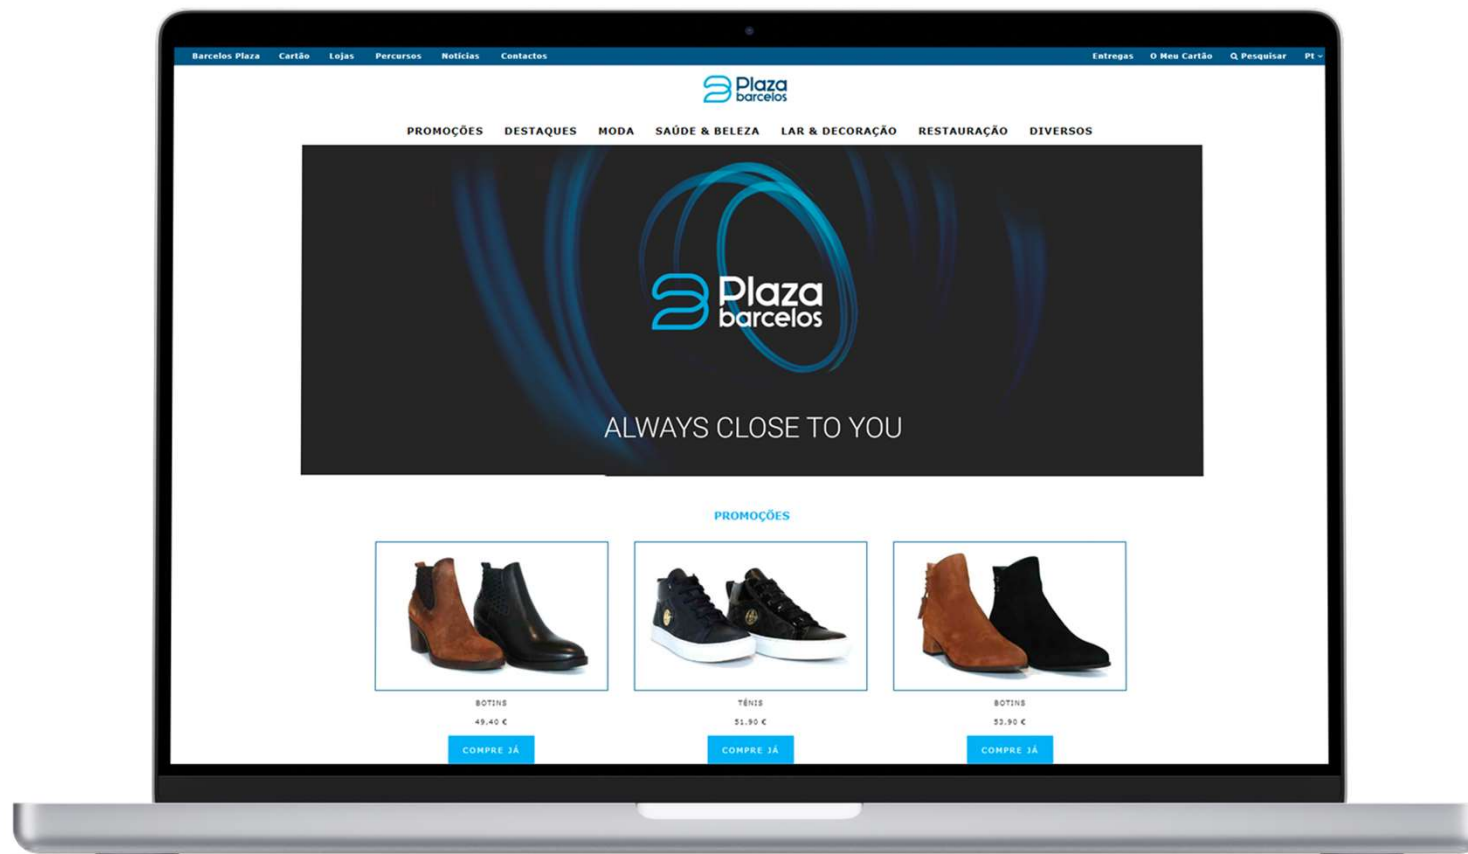 Barcelos Plaza Cartão Lojas Percursos Notícias Contactos Entregas O Meu Cartão Pesquisar Pt
Plaza
barcelos
PROMOÇÕES DESTAQUES MODA SAÚDE & BELEZA LAR & DECORAÇÃO RESTAURAÇÃO DIVERSOS
Plaza
barcelos
ALWAYS CLOSE TO YOU
PROMOÇÕES
BOTINS TÉNIS BOTINS
49.40 € 51.90 € 53.90 €
COMPRE JÁ COMPRE JÁ COMPRE JÁ